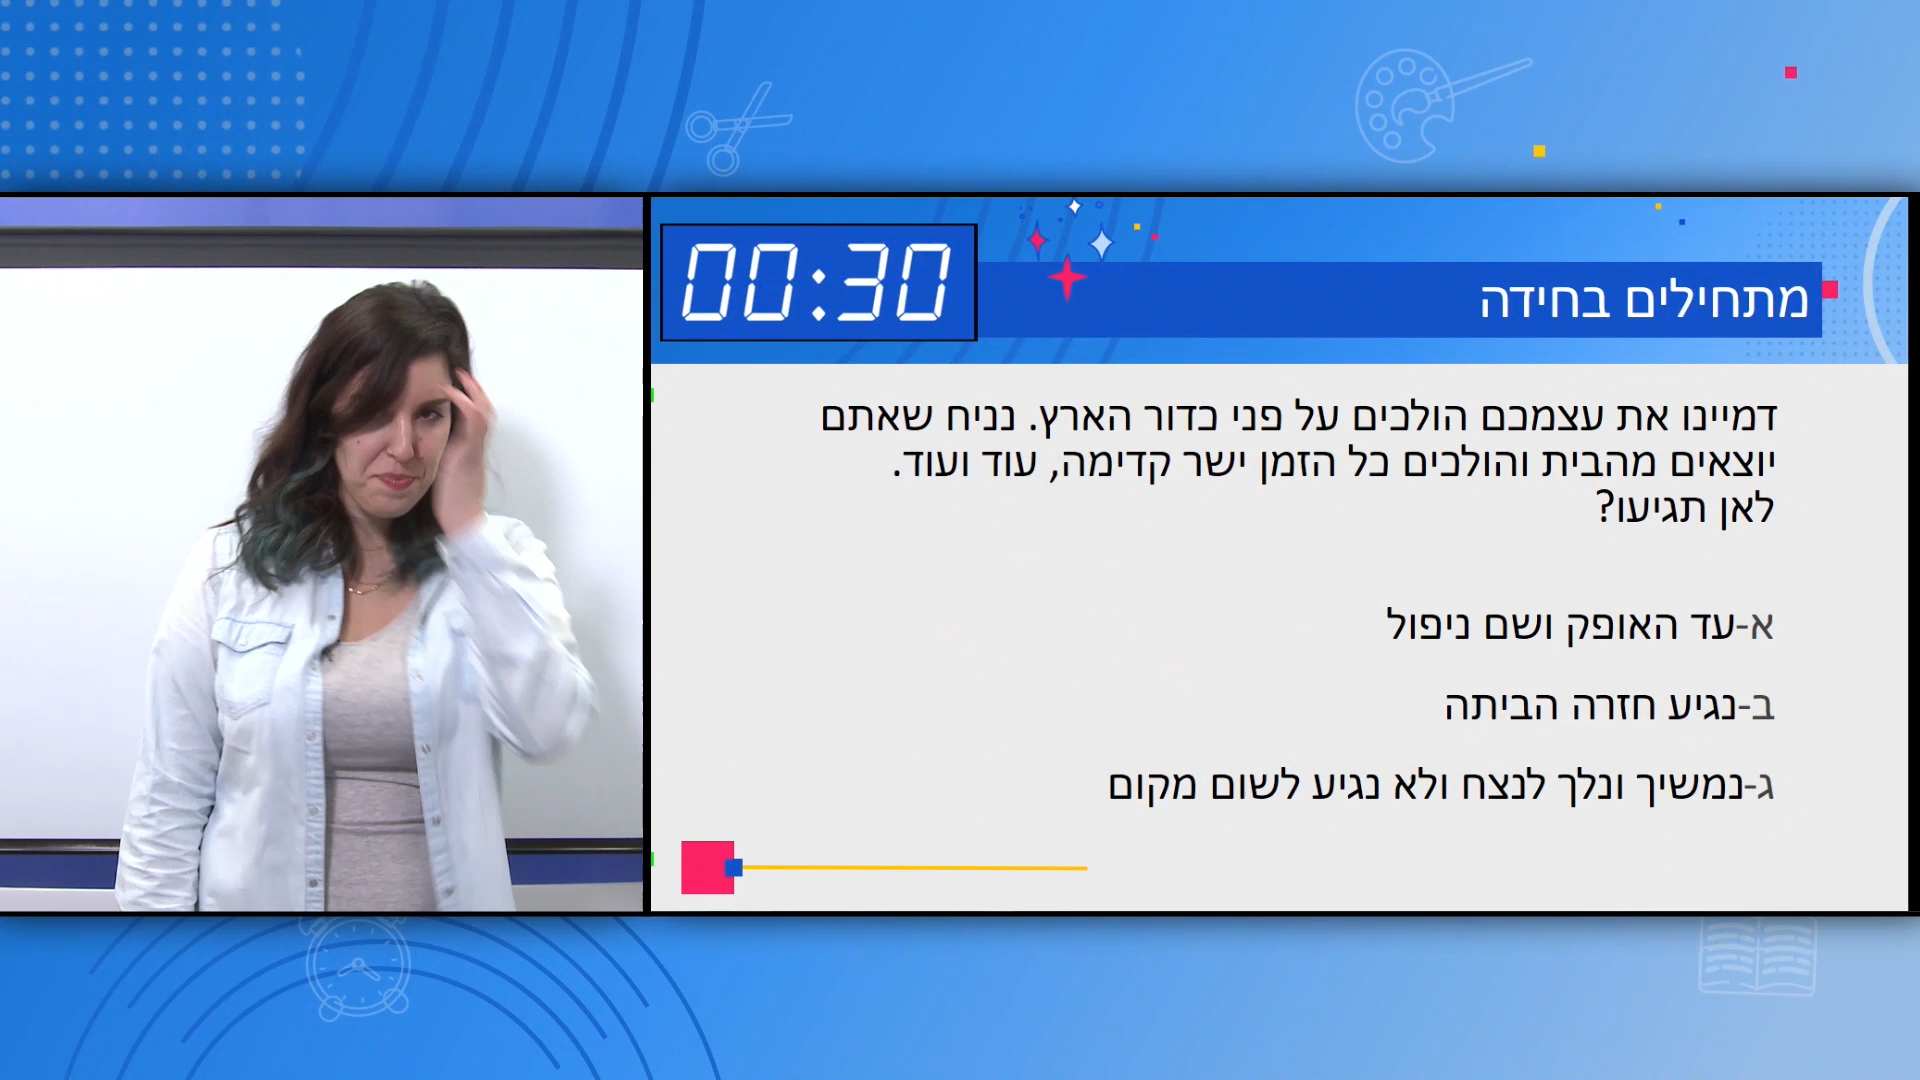 00:30
מתחילים בחידה
דמיינו את עצמכם הולכים על פני כדור הארץ. נניח שאתם
יוצאים מהבית והולכים כל הזמן ישר קדימה, עוד ועוד.
לאן תגיעו?
א-עד האופק ושם ניפול
ב-נגיע חזרה הביתה
ג-נמשיך ונלך לנצח ולא נגיע לשום מקום